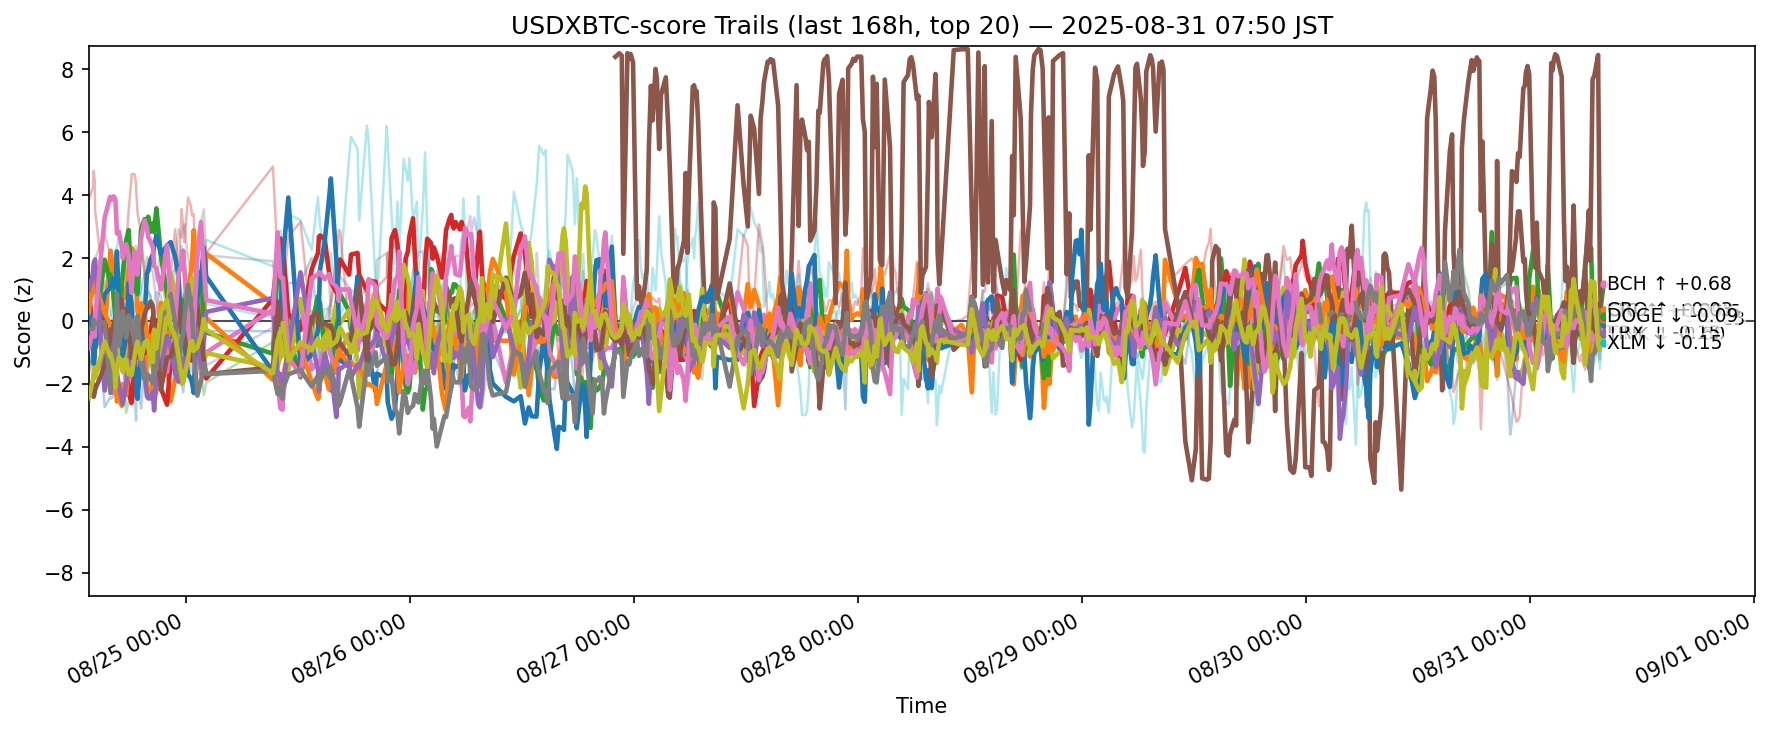 USDXBTC-score Trails (last 168h, top 20) — 2025-08-31 07:50 JST
Score (z)
8
6
4
2
0
−2
−4
−6
−8
BCH ↑ +0.68
DOGE ↓ -0.09
XLM ↓ -0.15
08/25 00:00
08/26 00:00
08/27 00:00
08/28 00:00
08/29 00:00
08/30 00:00
08/31 00:00
09/01 00:00
Time